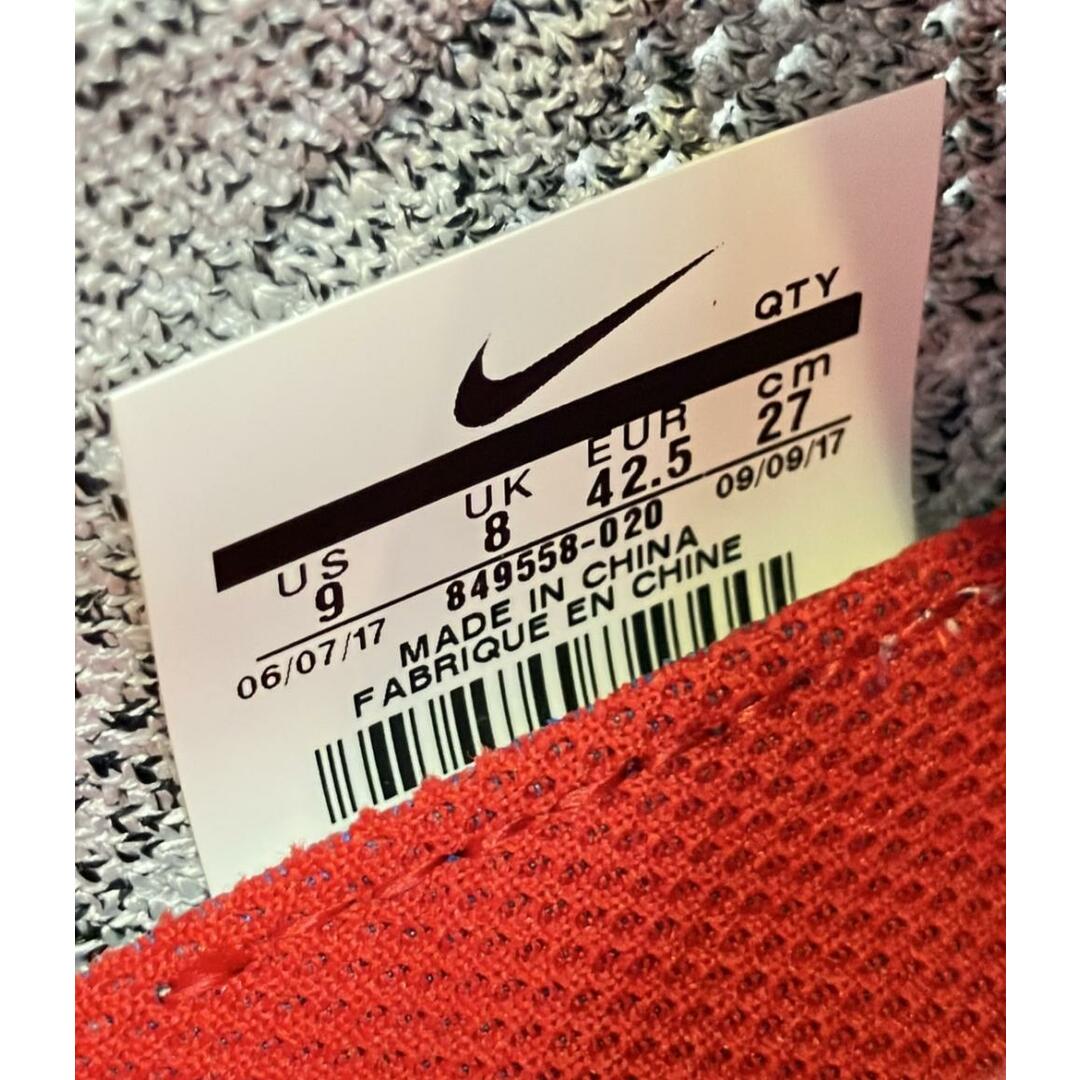 QTY
US UK EUR cm
9 8 42.5 27
06/07/17 849558-020 09/09/17
MADE IN CHINA
FABRIQUE EN CHINE